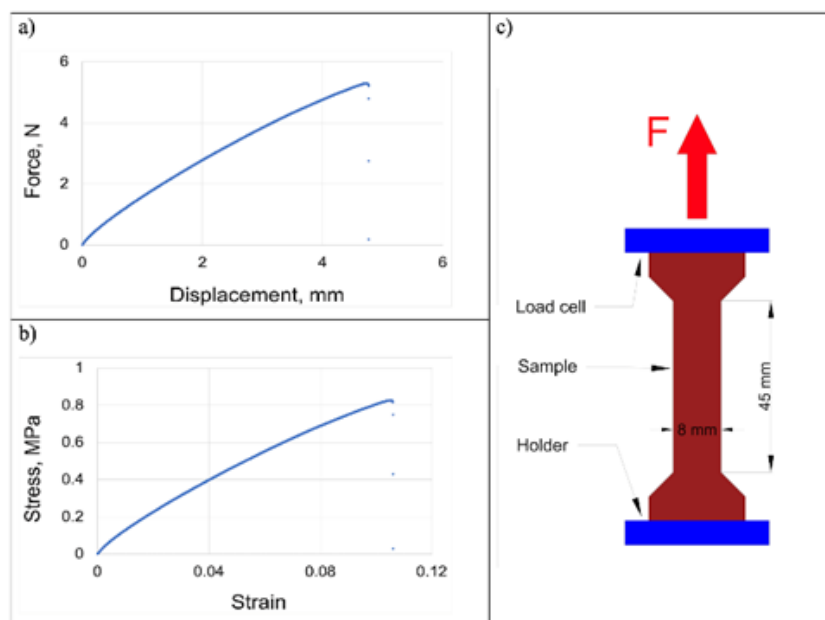 a)
6
4
2
0
Force, N
0 2 4 6
Displacement, mm
b)
1
0.8
0.6
0.4
0.2
0
Stress, MPa
0 0.04 0.08 0.12
Strain
c)
F
Load cell
Sample
45 mm
8 mm
Holder